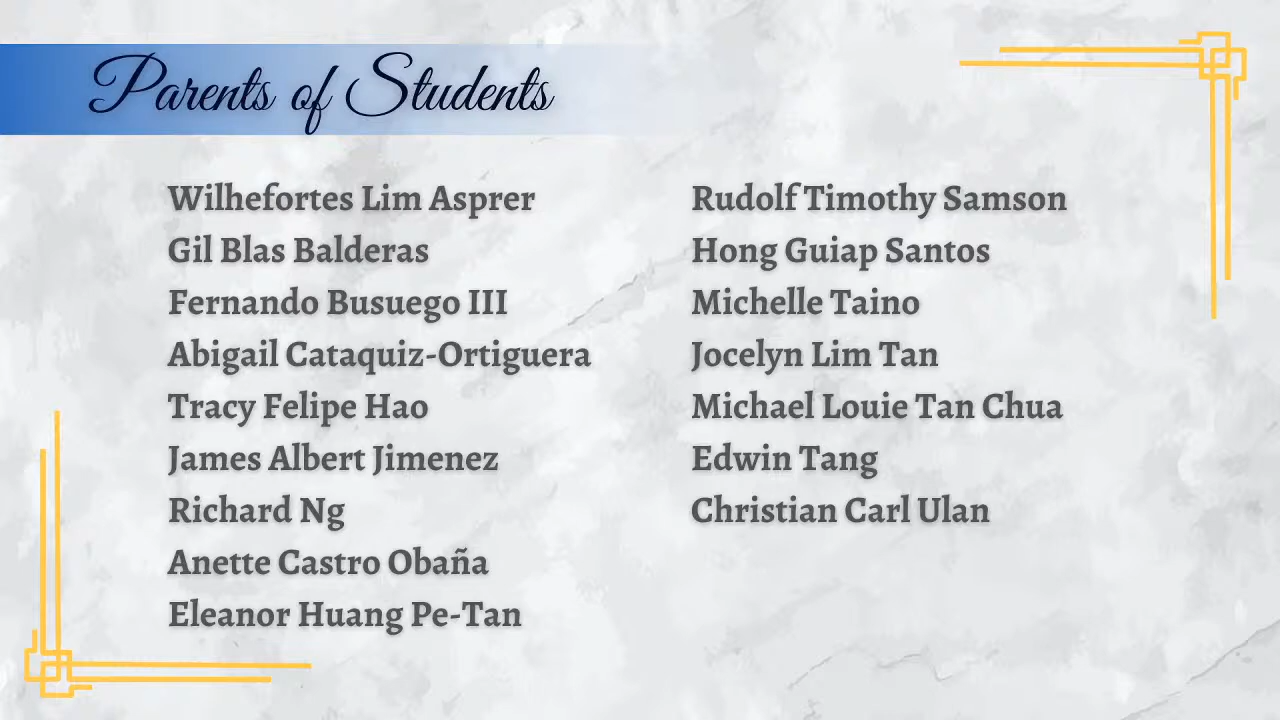 Parents of Students
Wilhefortes Lim Asprer
Gil Blas Balderas
Fernando Busuego III
Abigail Cataquiz-Ortiguera
Tracy Felipe Hao
James Albert Jimenez
Richard Ng
Anette Castro Obaña
Eleanor Huang Pe-Tan
Rudolf Timothy Samson
Hong Guiap Santos
Michelle Taino
Jocelyn Lim Tan
Michael Louie Tan Chua
Edwin Tang
Christian Carl Ulan